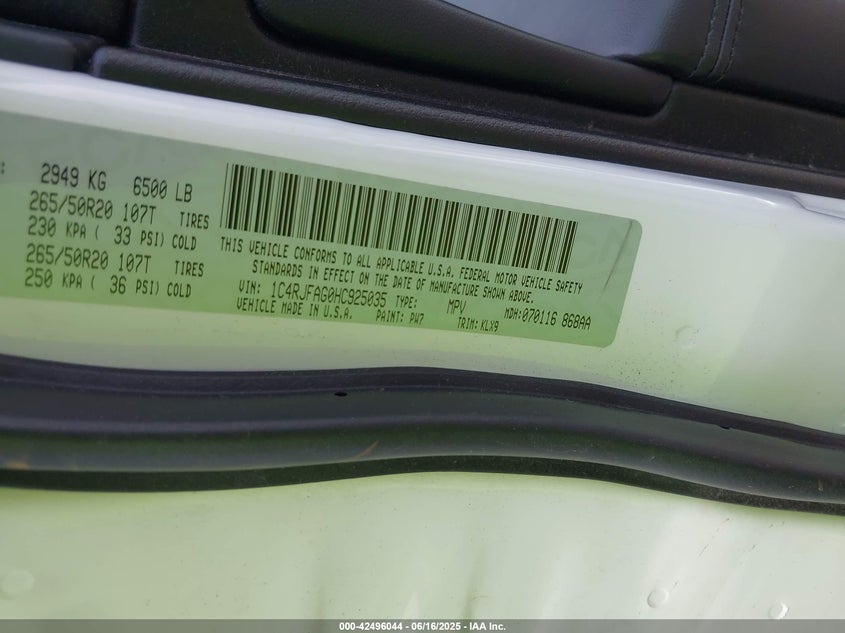 2949 KG 6500 LB
265/50R20 107T TIRES
230 KPA ( 33 PSI) COLD
265/50R20 107T TIRES
250 KPA ( 36 PSI) COLD
THIS VEHICLE CONFORMS TO ALL APPLICABLE U.S.A. FEDERAL MOTOR VEHICLE SAFETY
STANDARDS IN EFFECT ON THE DATE OF MANUFACTURE SHOWN ABOVE.
VIN: 1C4RJFAG0HC925035 TYPE: MPV MDH:070116 868AA
VEHICLE MADE IN U.S.A. PAINT: PW7 TRIM: KLX9
000-42496044 - 06/16/2025 - IAA Inc.